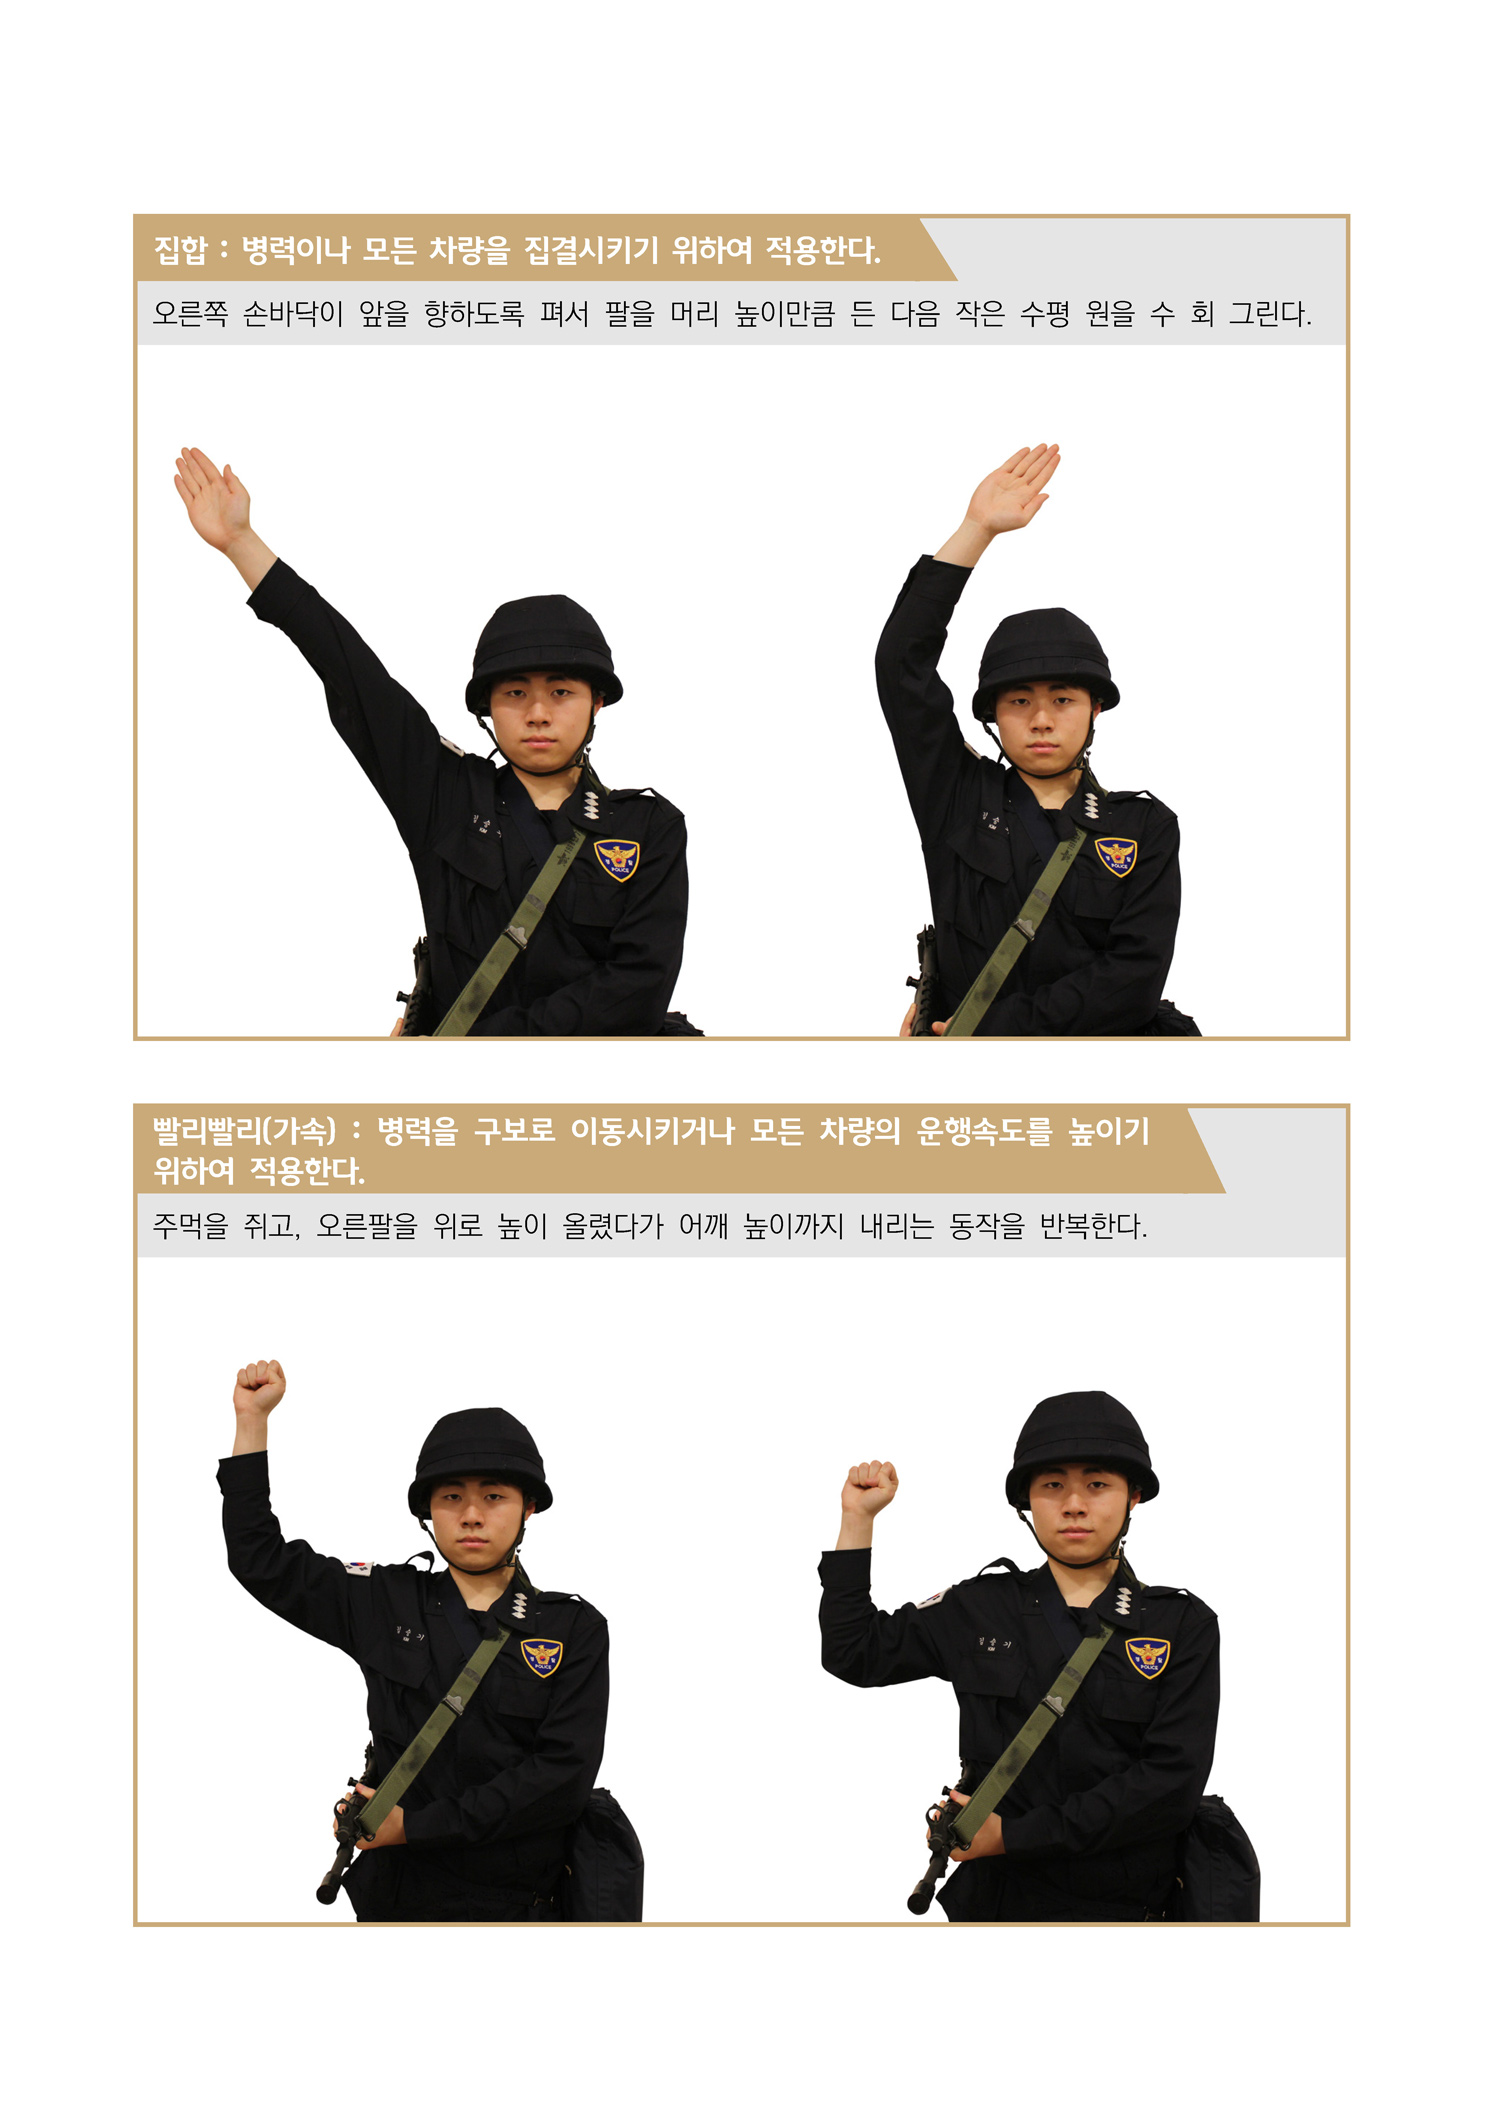 집합 : 병력이나 모든 차량을 집결시키기 위하여 적용한다.
오른쪽 손바닥이 앞을 향하도록 펴서 팔을 머리 높이만큼 든 다음 작은 수평 원을 수 회 그린다.
POLICE
POLICE
빨리빨리(가속) : 병력을 구보로 이동시키거나 모든 차량의 운행속도를 높이기
위하여 적용한다.
주먹을 쥐고, 오른팔을 위로 높이 올렸다가 어깨 높이까지 내리는 동작을 반복한다.
POLICE
POLICE